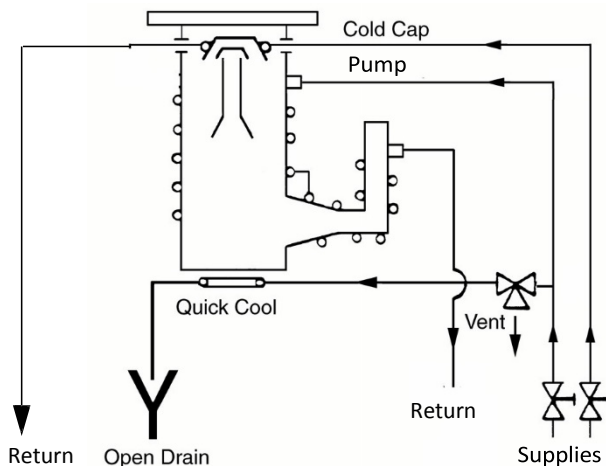 Cold Cap
Pump
Quick Cool
Vent
Return
Return
Open Drain
Supplies